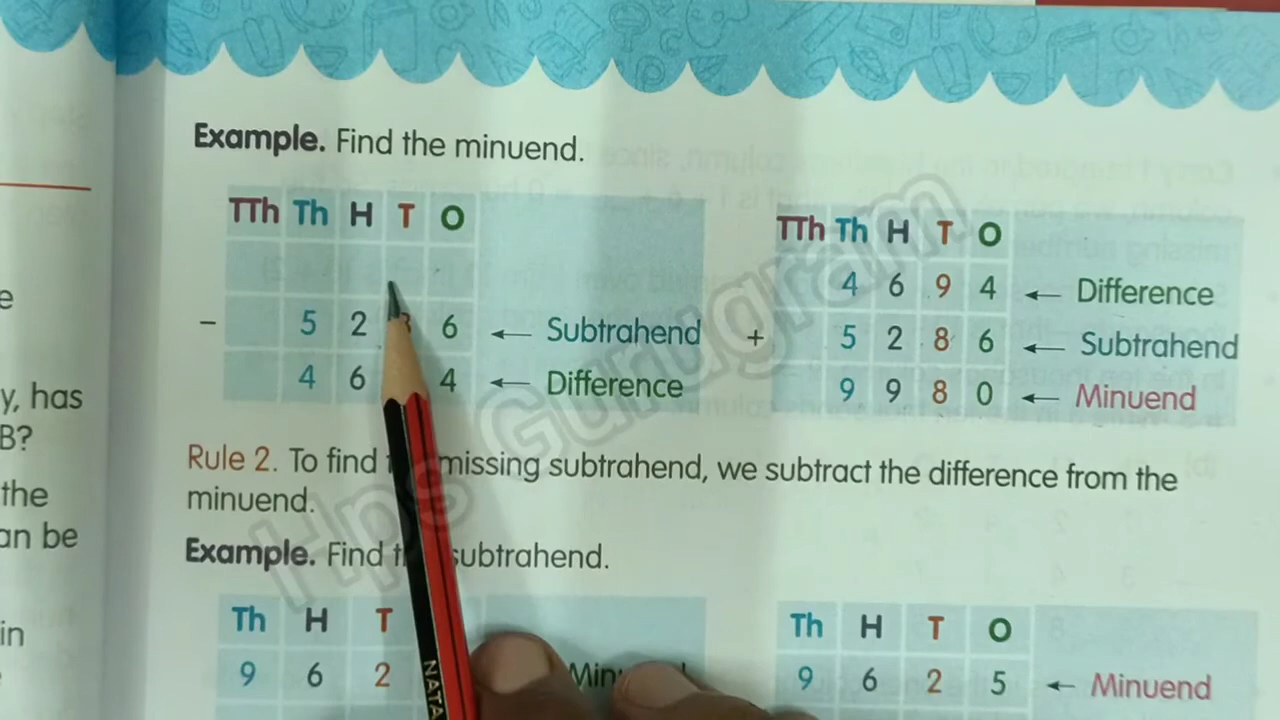 Example. Find the minuend.
TTh Th H T O
− 5 2 6 ← Subtrahend
4 6 4 ← Difference
TTh Th H T O
4 6 9 4 ← Difference
+ 5 2 8 6 ← Subtrahend
9 9 8 0 ← Minuend
Rule 2. To find missing subtrahend, we subtract the difference from the
minuend.
Example. Find subtrahend.
Th H T
9 6 2
Th H T O
9 6 2 5 ← Minuend
e
y, has
B?
the
an be
in
Hps Gurugram
NATA